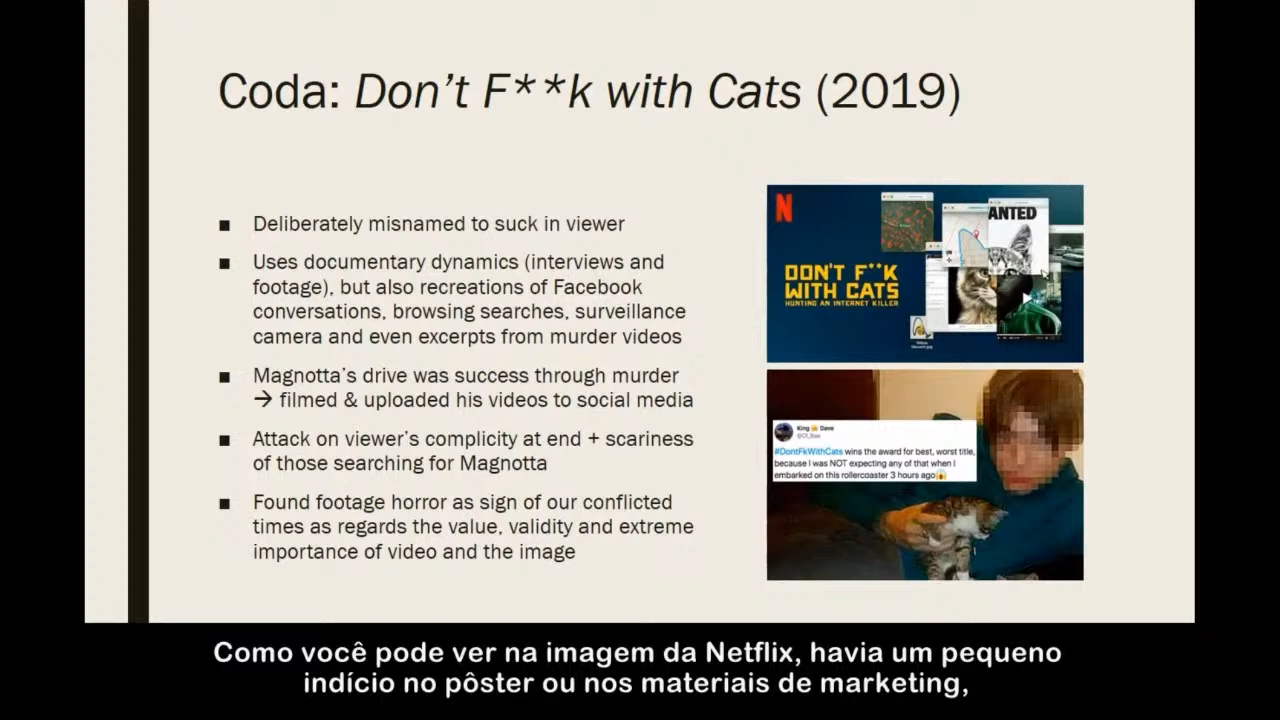 Coda: Don't F**k with Cats (2019)
■ Deliberately misnamed to suck in viewer
■ Uses documentary dynamics (interviews and
footage), but also recreations of Facebook
conversations, browsing searches, surveillance
camera and even excerpts from murder videos
■ Magnotta's drive was success through murder
→ filmed & uploaded his videos to social media
■ Attack on viewer's complicity at end + scariness
of those searching for Magnotta
■ Found footage horror as sign of our conflicted
times as regards the value, validity and extreme
importance of video and the image
N
ANTED
DON'T F**K
WITH CATS
HUNTING AN INTERNET KILLER
King 👑 Dave
#DontFkWithCats wins the award for best, worst title,
because I was NOT expecting any of that when I
embarked on this rollercoaster 3 hours ago😱
Como você pode ver na imagem da Netflix, havia um pequeno
indício no pôster ou nos materiais de marketing,